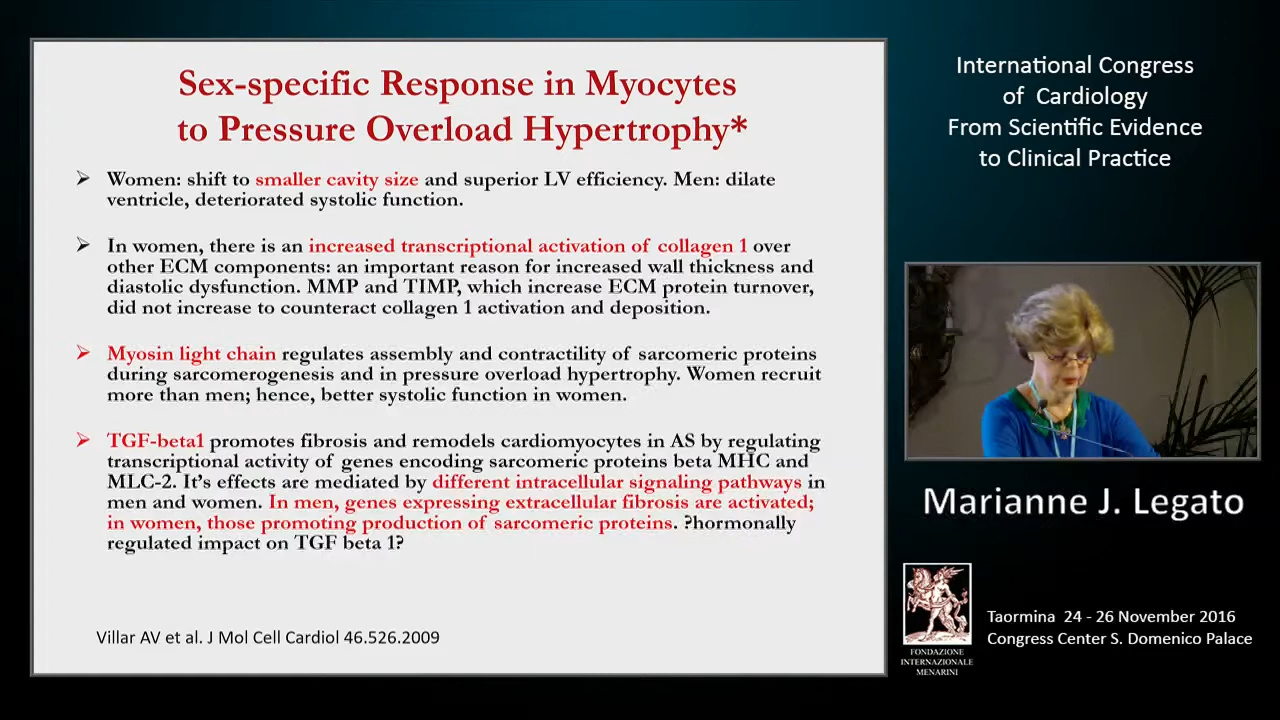 Sex-specific Response in Myocytes
to Pressure Overload Hypertrophy*
Women: shift to smaller cavity size and superior LV efficiency. Men: dilate
ventricle, deteriorated systolic function.
In women, there is an increased transcriptional activation of collagen 1 over
other ECM components: an important reason for increased wall thickness and
diastolic dysfunction. MMP and TIMP, which increase ECM protein turnover,
did not increase to counteract collagen 1 activation and deposition.
Myosin light chain regulates assembly and contractility of sarcomeric proteins
during sarcomerogenesis and in pressure overload hypertrophy. Women recruit
more than men; hence, better systolic function in women.
TGF-beta1 promotes fibrosis and remodels cardiomyocytes in AS by regulating
transcriptional activity of genes encoding sarcomeric proteins beta MHC and
MLC-2. It's effects are mediated by different intracellular signaling pathways in
men and women. In men, genes expressing extracellular fibrosis are activated;
in women, those promoting production of sarcomeric proteins. ?hormonally
regulated impact on TGF beta 1?
Villar AV et al. J Mol Cell Cardiol 46.526.2009
International Congress
of Cardiology
From Scientific Evidence
to Clinical Practice
Marianne J. Legato
FONDAZIONE
INTERNAZIONALE
MENARINI
Taormina 24 - 26 November 2016
Congress Center S. Domenico Palace